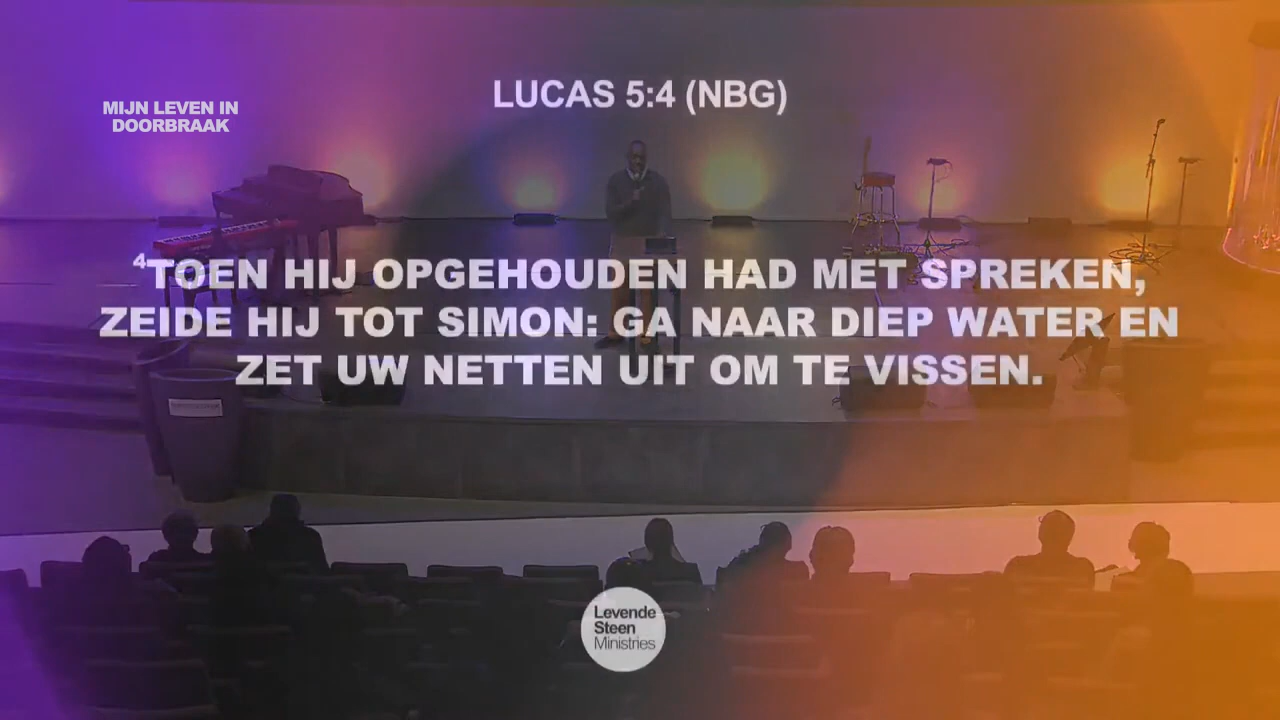 LUCAS 5:4 (NBG)
MIJN LEVEN IN
DOORBRAAK
⁴TOEN HIJ OPGEHOUDEN HAD MET SPREKEN,
ZEIDE HIJ TOT SIMON: GA NAAR DIEP WATER EN
ZET UW NETTEN UIT OM TE VISSEN.
Levende
Steen
Ministries